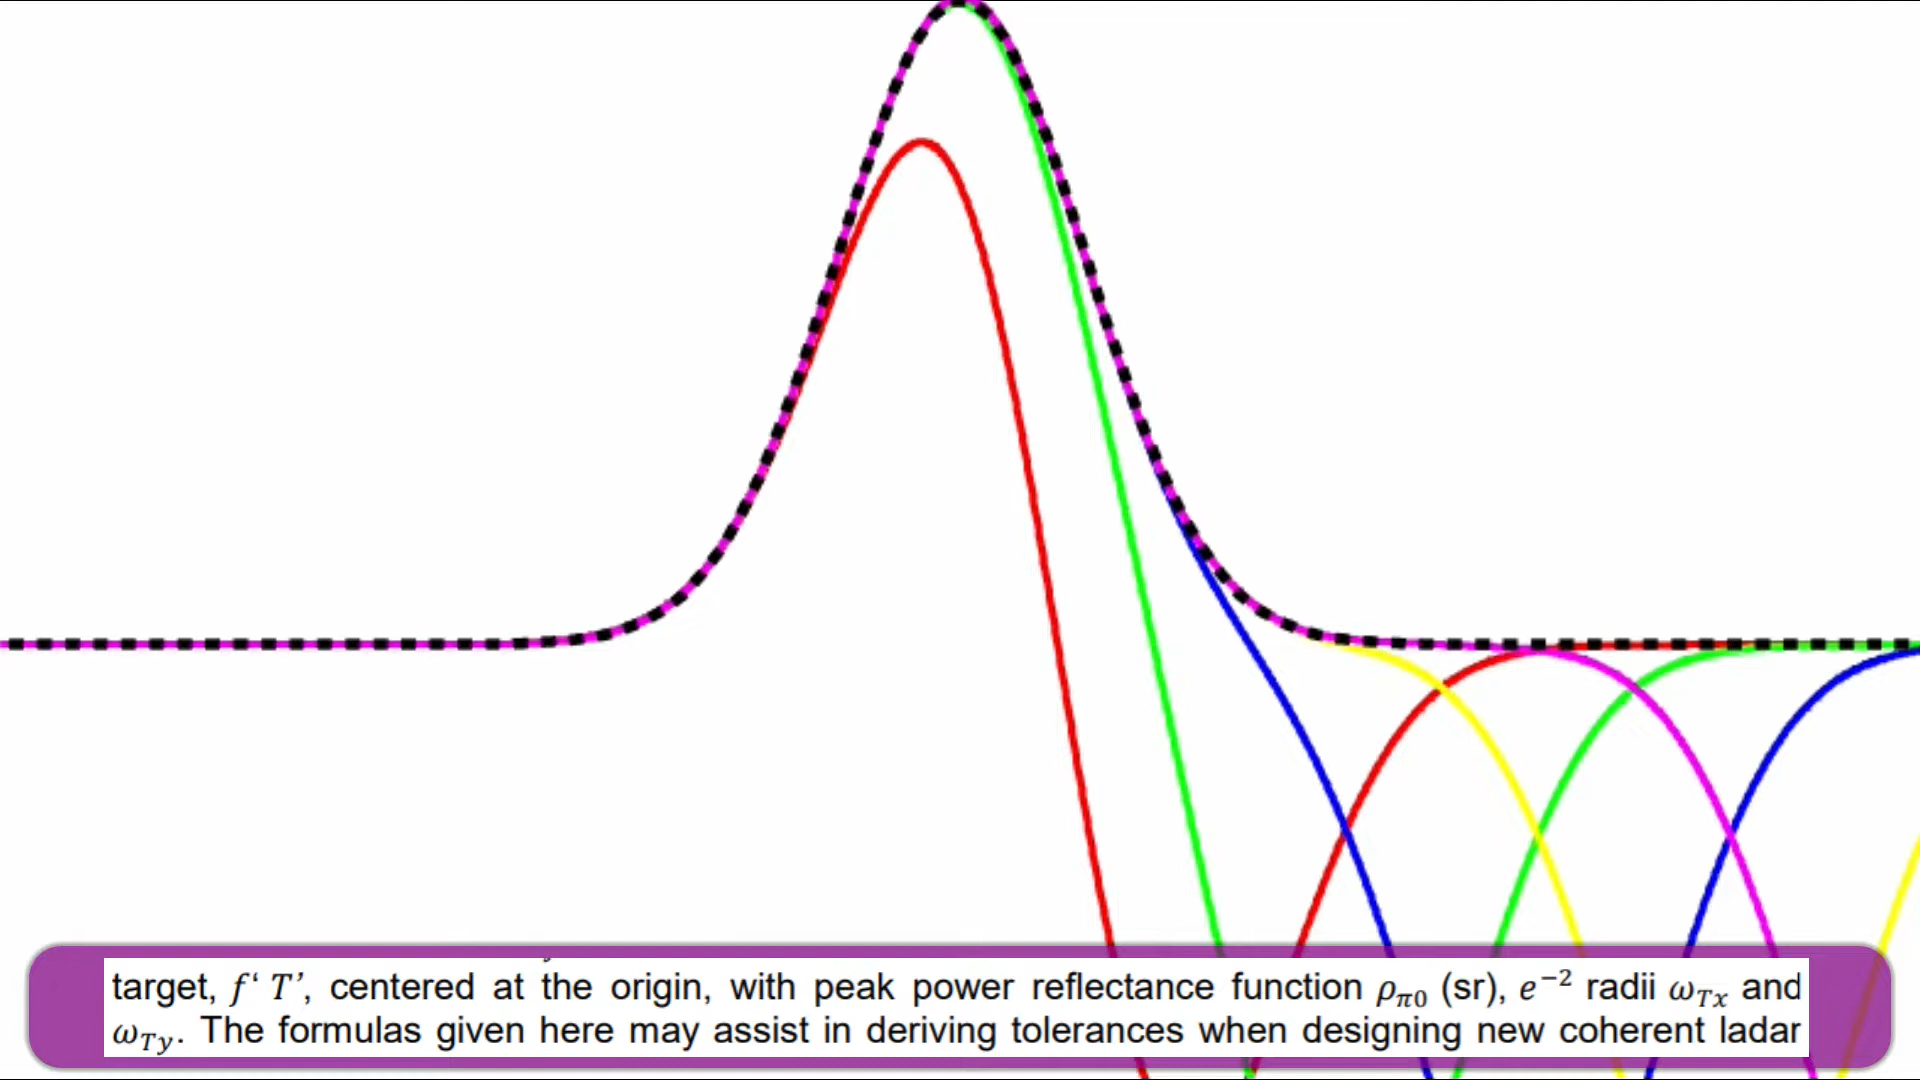 target, f‘ T’, centered at the origin, with peak power reflectance function ρπ0 (sr), e−2 radii ωTx and
ωTy. The formulas given here may assist in deriving tolerances when designing new coherent ladar